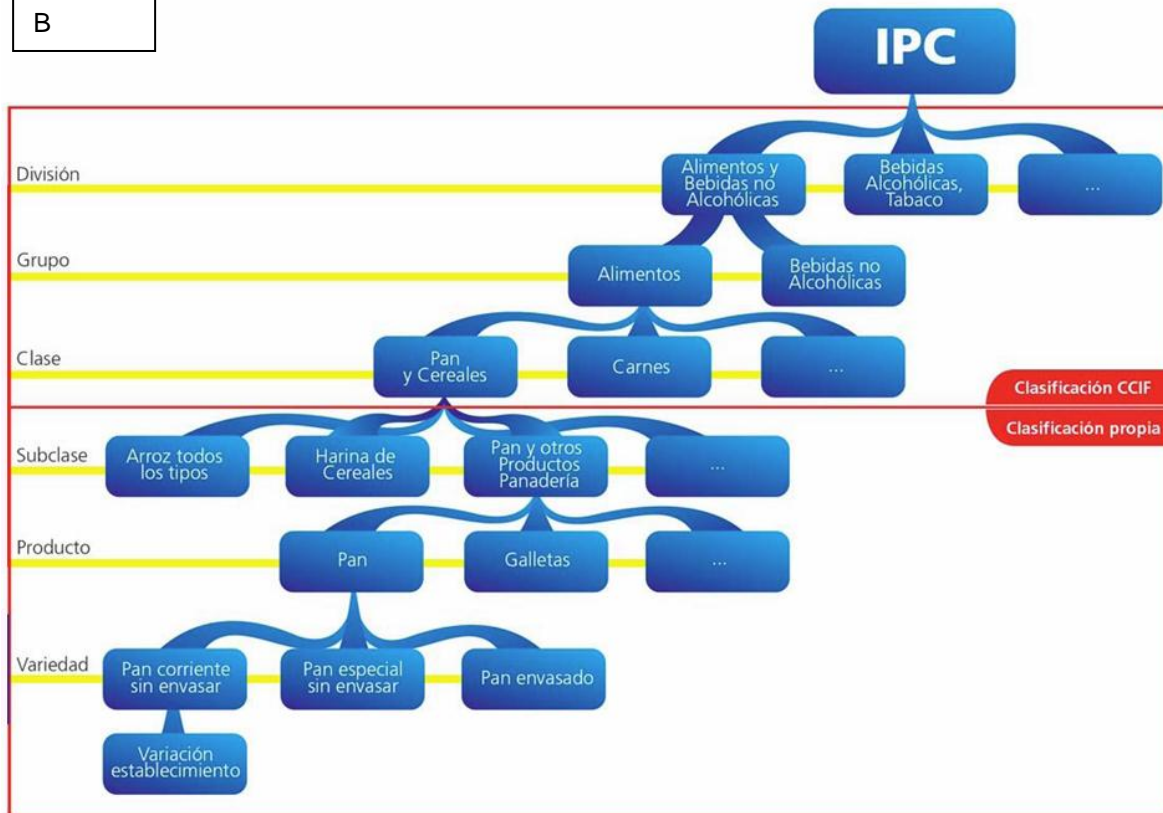 B
IPC
División
Alimentos y
Bebidas no
Alcohólicas
Bebidas
Alcohólicas,
Tabaco
...
Grupo
Alimentos
Bebidas no
Alcohólicas
Clase
Pan
y Cereales
Carnes
...
Clasificación CCIF
Clasificación propia
Subclase
Arroz todos
los tipos
Harina de
Cereales
Pan y otros
Productos
Panadería
...
Producto
Pan
Galletas
...
Variedad
Pan corriente
sin envasar
Pan especial
sin envasar
Pan envasado
Variación
establecimiento